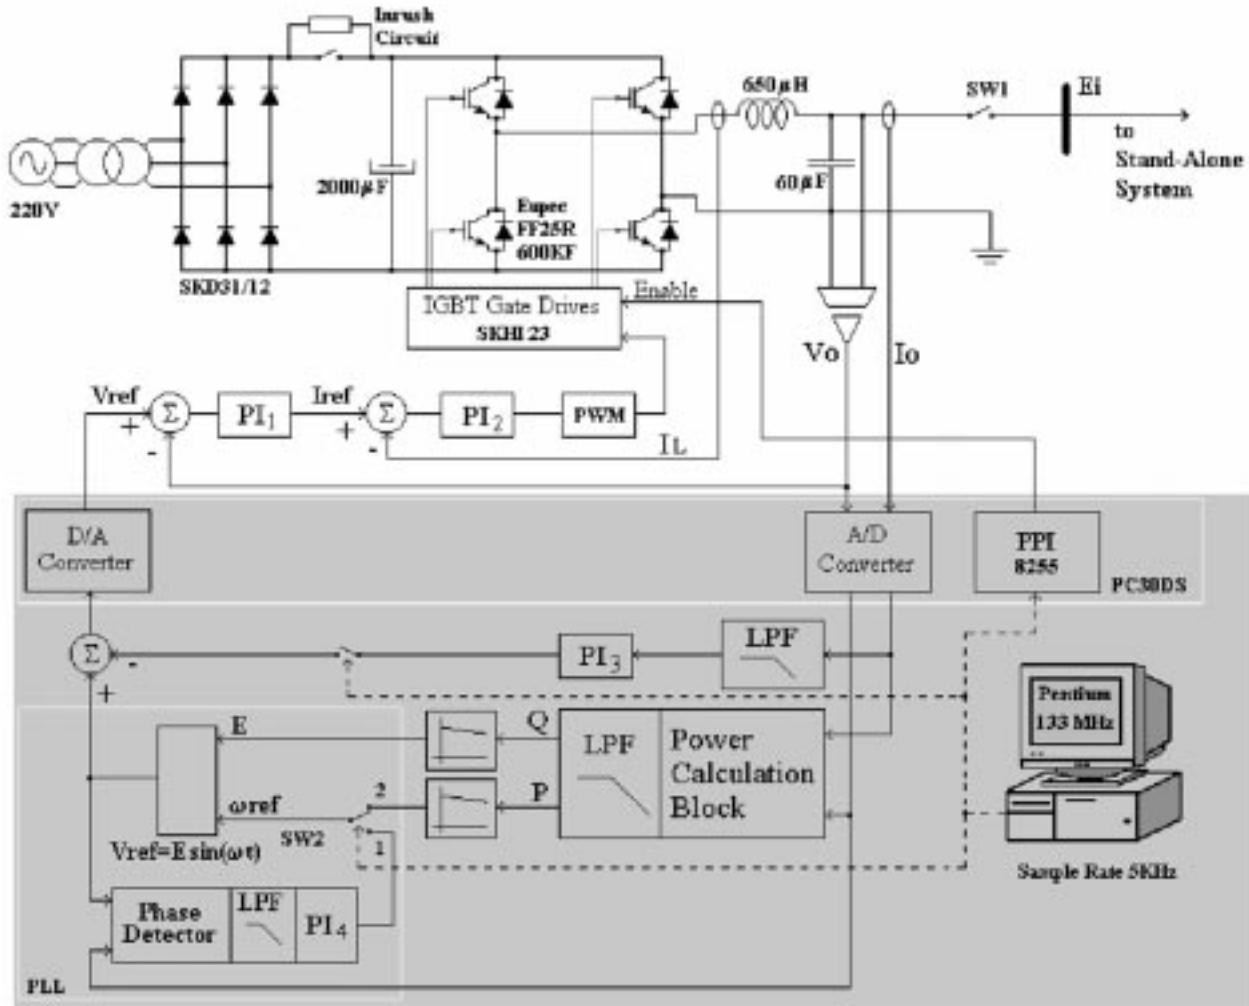 Inrush
Circuit
650μH
SW1
Ei
to
Stand-Alone
System
220V
2000μF
60μF
Eupec
FF25R
600KF
SKD31/12
IGBT Gate Drives
SKHI 23
Enable
Vo
Io
Vref
+
-
Σ
PI1
Iref
+
-
Σ
PI2
PWM
IL
D/A
Converter
A/D
Converter
PPI
8255
PC30DS
Σ
-
+
PI3
LPF
Pentium
133 MHz
E
Q
LPF
Power
Calculation
Block
P
ωref
2
SW2
1
Vref=E sin(ωt)
Sample Rate 5KHz
Phase
Detector
LPF
PI4
PLL